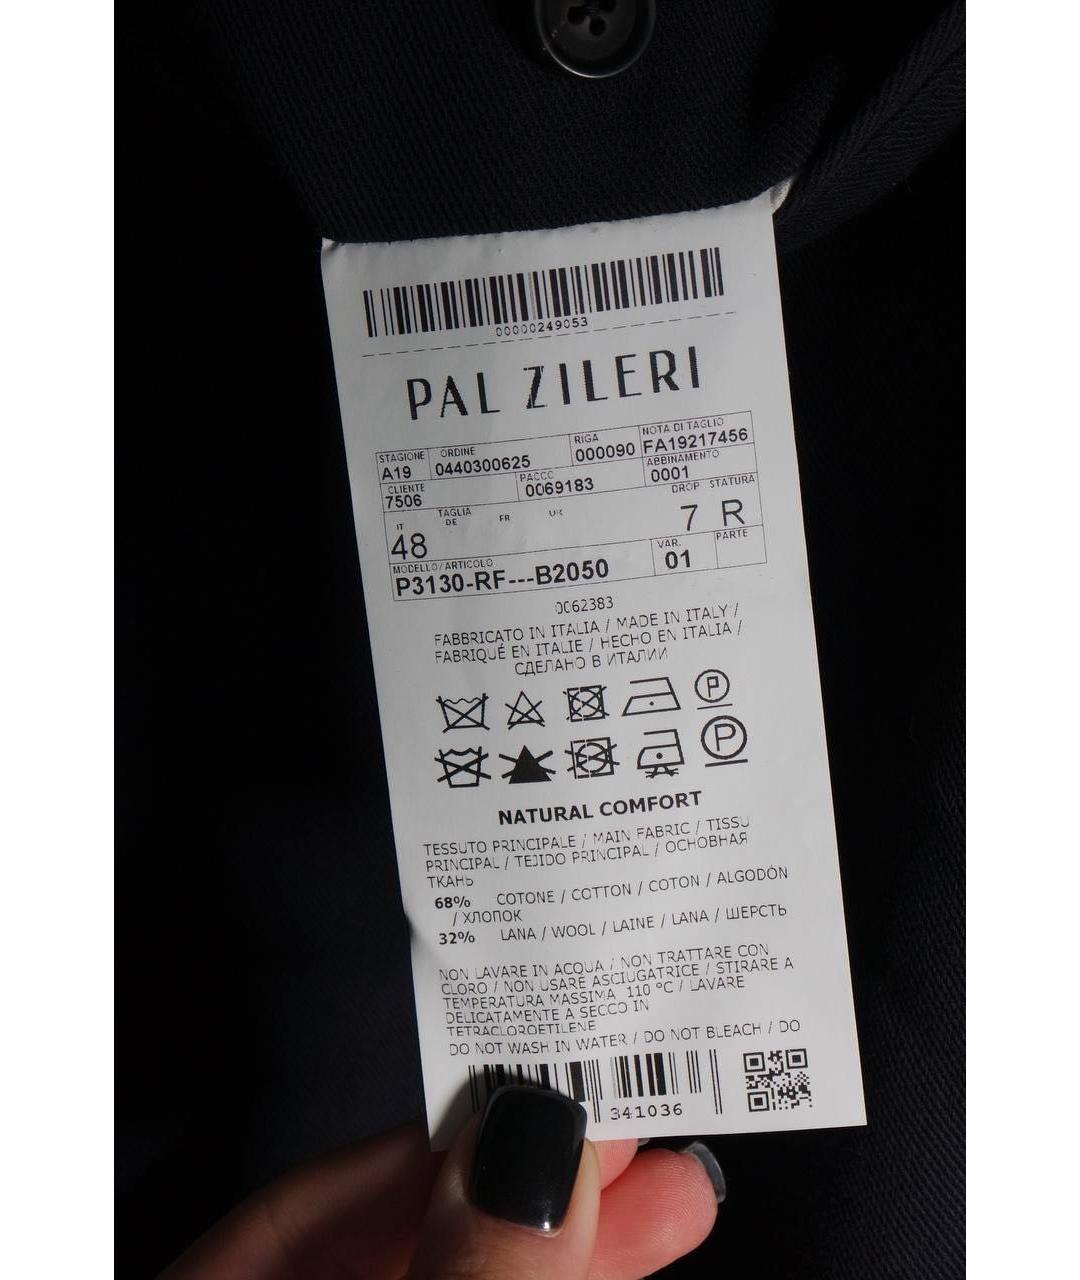 00000249053
PAL ZILERI
STAGIONE ORDINE RIGA NOTA DI TAGLIO
A19 0440300625 000090 FA19217456
CLIENTE PACCC ABBINAMENTO
7506 0069183 0001
IT TAGLIA DE FR UK DROP STATURA
48 7 R
MODELLO/ARTICOLO VAR. PARTE
P3130-RF---B2050 01
0062383
FABBRICATO IN ITALIA / MADE IN ITALY /
FABRIQUÉ EN ITALIE / HECHO EN ITALIA /
СДЕЛАНО В ИТАЛИИ
P
P
NATURAL COMFORT
TESSUTO PRINCIPALE / MAIN FABRIC / TISSU
PRINCIPAL / TEJIDO PRINCIPAL / ОСНОВНАЯ
ТКАНЬ
68% COTONE / COTTON / COTON / ALGODÓN
/ ХЛОПОК
32% LANA / WOOL / LAINE / LANA / ШЕРСТЬ
NON LAVARE IN ACQUA / NON TRATTARE CON
CLORO / NON USARE ASCIUGATRICE / STIRARE A
TEMPERATURA MASSIMA 110 °C / LAVARE
DELICATAMENTE A SECCO IN
TETRACLOROETILENE
DO NOT WASH IN WATER / DO NOT BLEACH / DO
341036